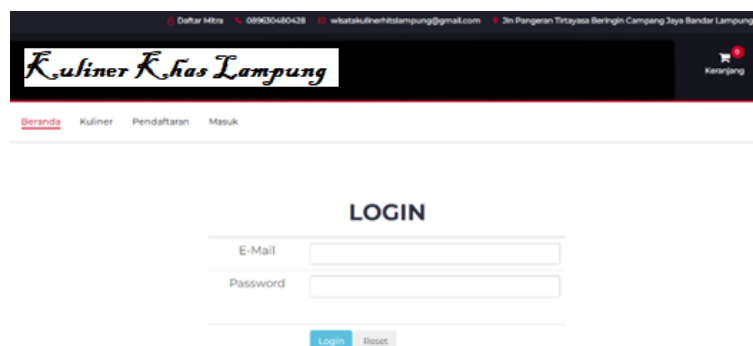 Daftar Mitra 089630480428 wisatakulinerhitslampung@gmail.com Jln Pangeran Tirtayasa Beringin Campang Jaya Bandar Lampung
Kuliner Khas Lampung
0
Keranjang
Beranda Kuliner Pendaftaran Masuk
LOGIN
E-Mail
Password
Login Reset